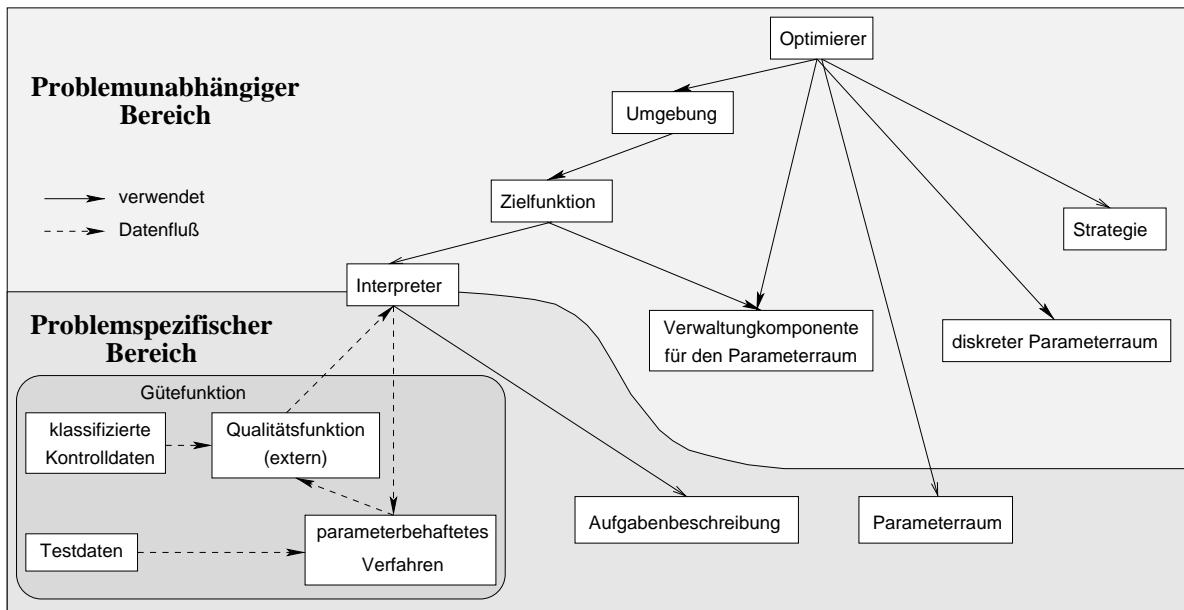 Optimierer
Problemunabhängiger
Bereich
Umgebung
verwendet
Zielfunktion
Datenfluß
Strategie
Interpreter
Problemspezifischer
Bereich
Verwaltungkomponente
für den Parameterraum
diskreter Parameterraum
Gütefunktion
klassifizierte
Kontrolldaten
Qualitätsfunktion
(extern)
Aufgabenbeschreibung
Parameterraum
Testdaten
parameterbehaftetes
Verfahren